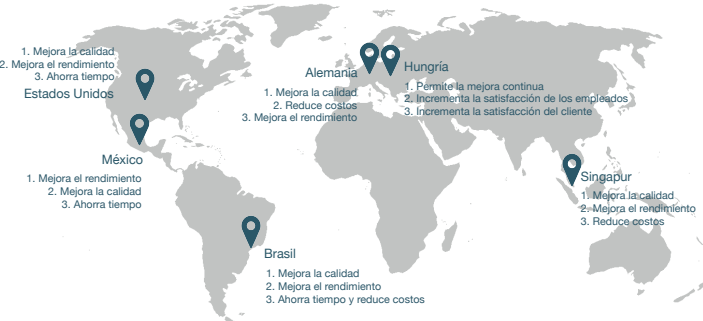 1. Mejora la calidad
2. Mejora el rendimiento
3. Ahorra tiempo
Estados Unidos
México
1. Mejora el rendimiento
2. Mejora la calidad
3. Ahorra tiempo
Alemania
1. Mejora la calidad
2. Reduce costos
3. Mejora el rendimiento
Hungría
1. Permite la mejora continua
2. Incrementa la satisfacción de los empleados
3. Incrementa la satisfacción del cliente
Singapur
1. Mejora la calidad
2. Mejora el rendimiento
3. Reduce costos
Brasil
1. Mejora la calidad
2. Mejora el rendimiento
3. Ahorra tiempo y reduce costos